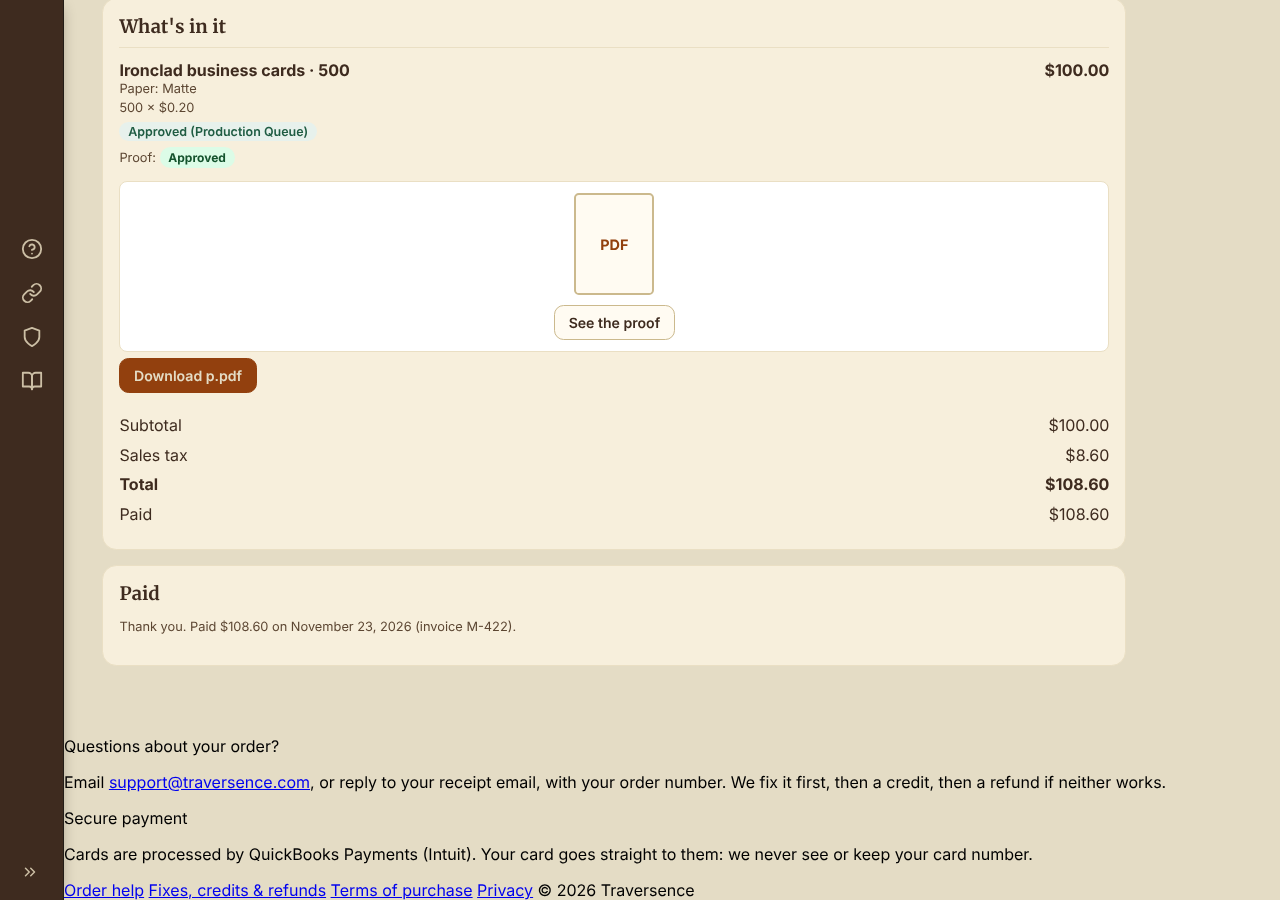 What's in it
Ironclad business cards · 500 $100.00
Paper: Matte
500 × $0.20
Approved (Production Queue)
Proof: Approved
PDF
See the proof
Download p.pdf
Subtotal $100.00
Sales tax $8.60
Total $108.60
Paid $108.60
Paid
Thank you. Paid $108.60 on November 23, 2026 (invoice M-422).
Questions about your order?
Email support@traversence.com, or reply to your receipt email, with your order number. We fix it first, then a credit, then a refund if neither works.
Secure payment
Cards are processed by QuickBooks Payments (Intuit). Your card goes straight to them: we never see or keep your card number.
Order help Fixes, credits & refunds Terms of purchase Privacy © 2026 Traversence